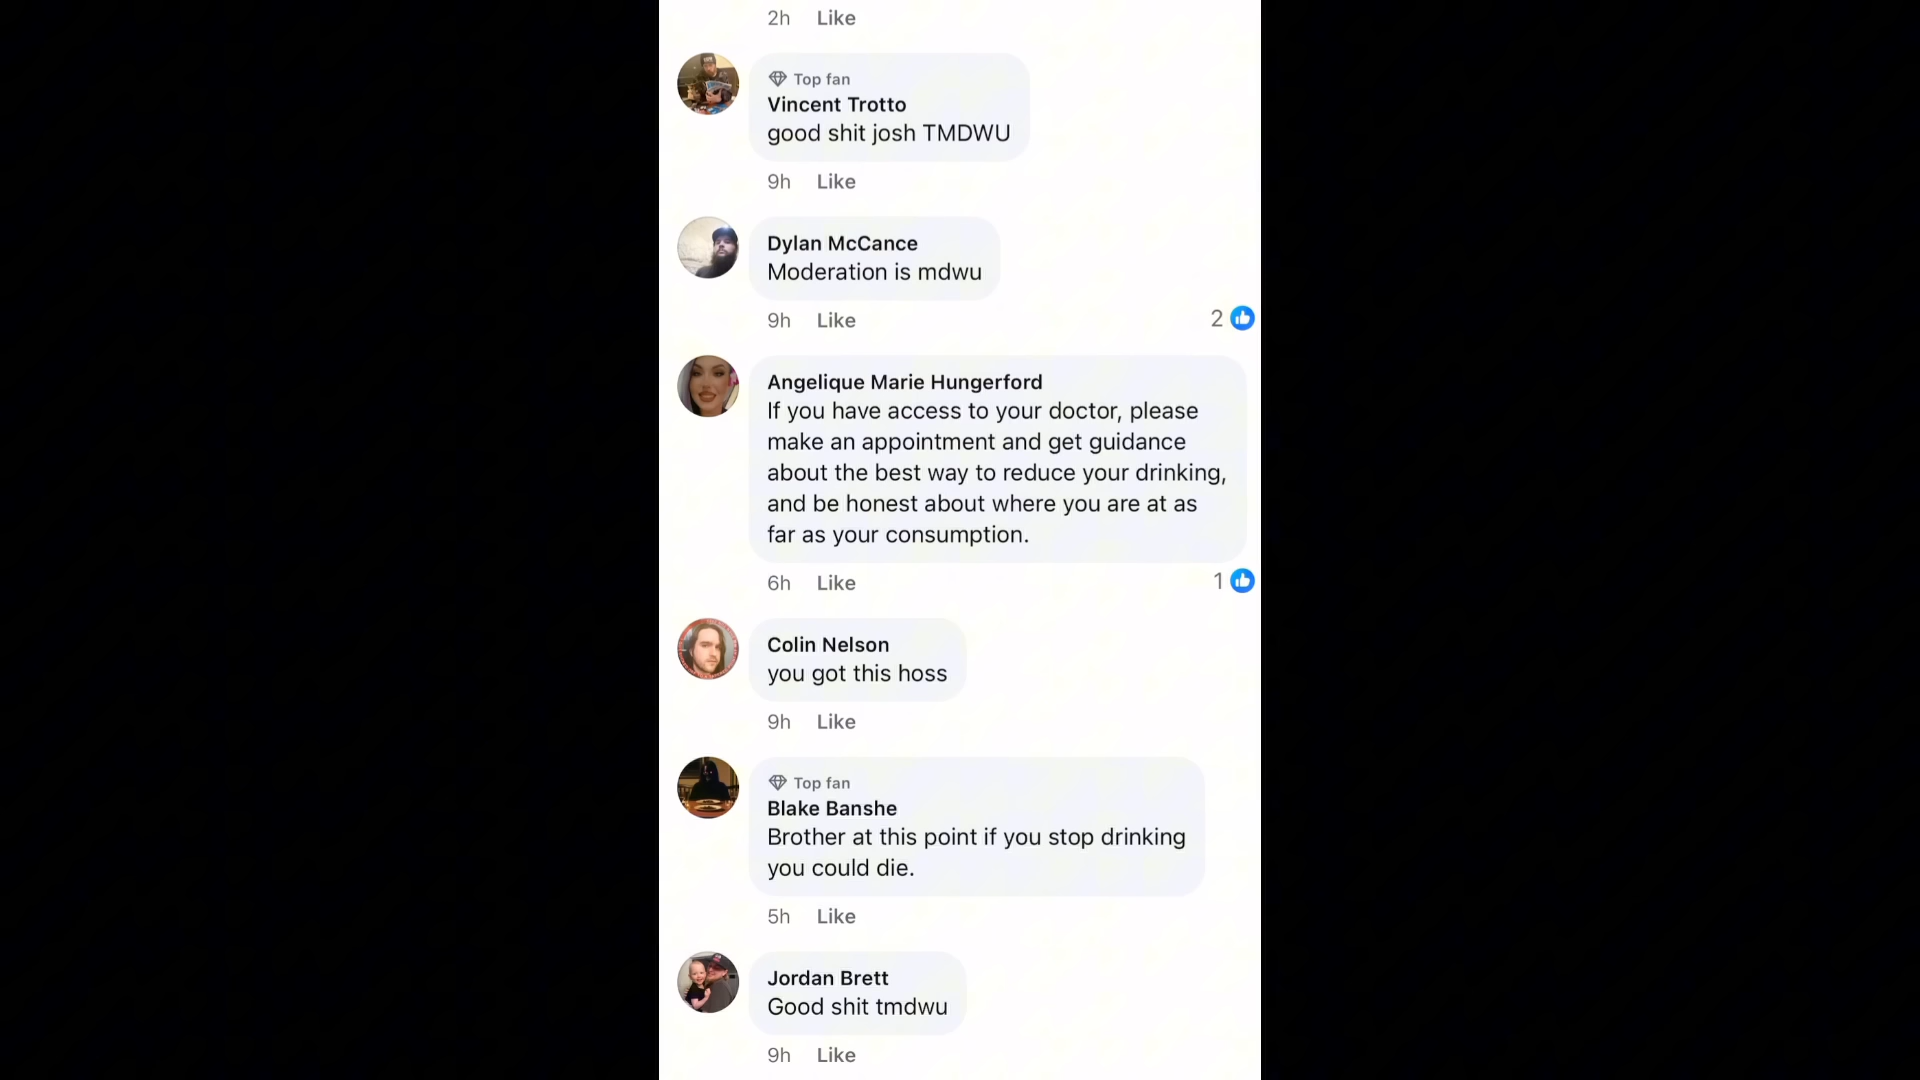 2h Like
Top fan
Vincent Trotto
good shit josh TMDWU
9h Like
Dylan McCance
Moderation is mdwu
9h Like 2
Angelique Marie Hungerford
If you have access to your doctor, please
make an appointment and get guidance
about the best way to reduce your drinking,
and be honest about where you are at as
far as your consumption.
6h Like 1
Colin Nelson
you got this hoss
9h Like
Top fan
Blake Banshe
Brother at this point if you stop drinking
you could die.
5h Like
Jordan Brett
Good shit tmdwu
9h Like